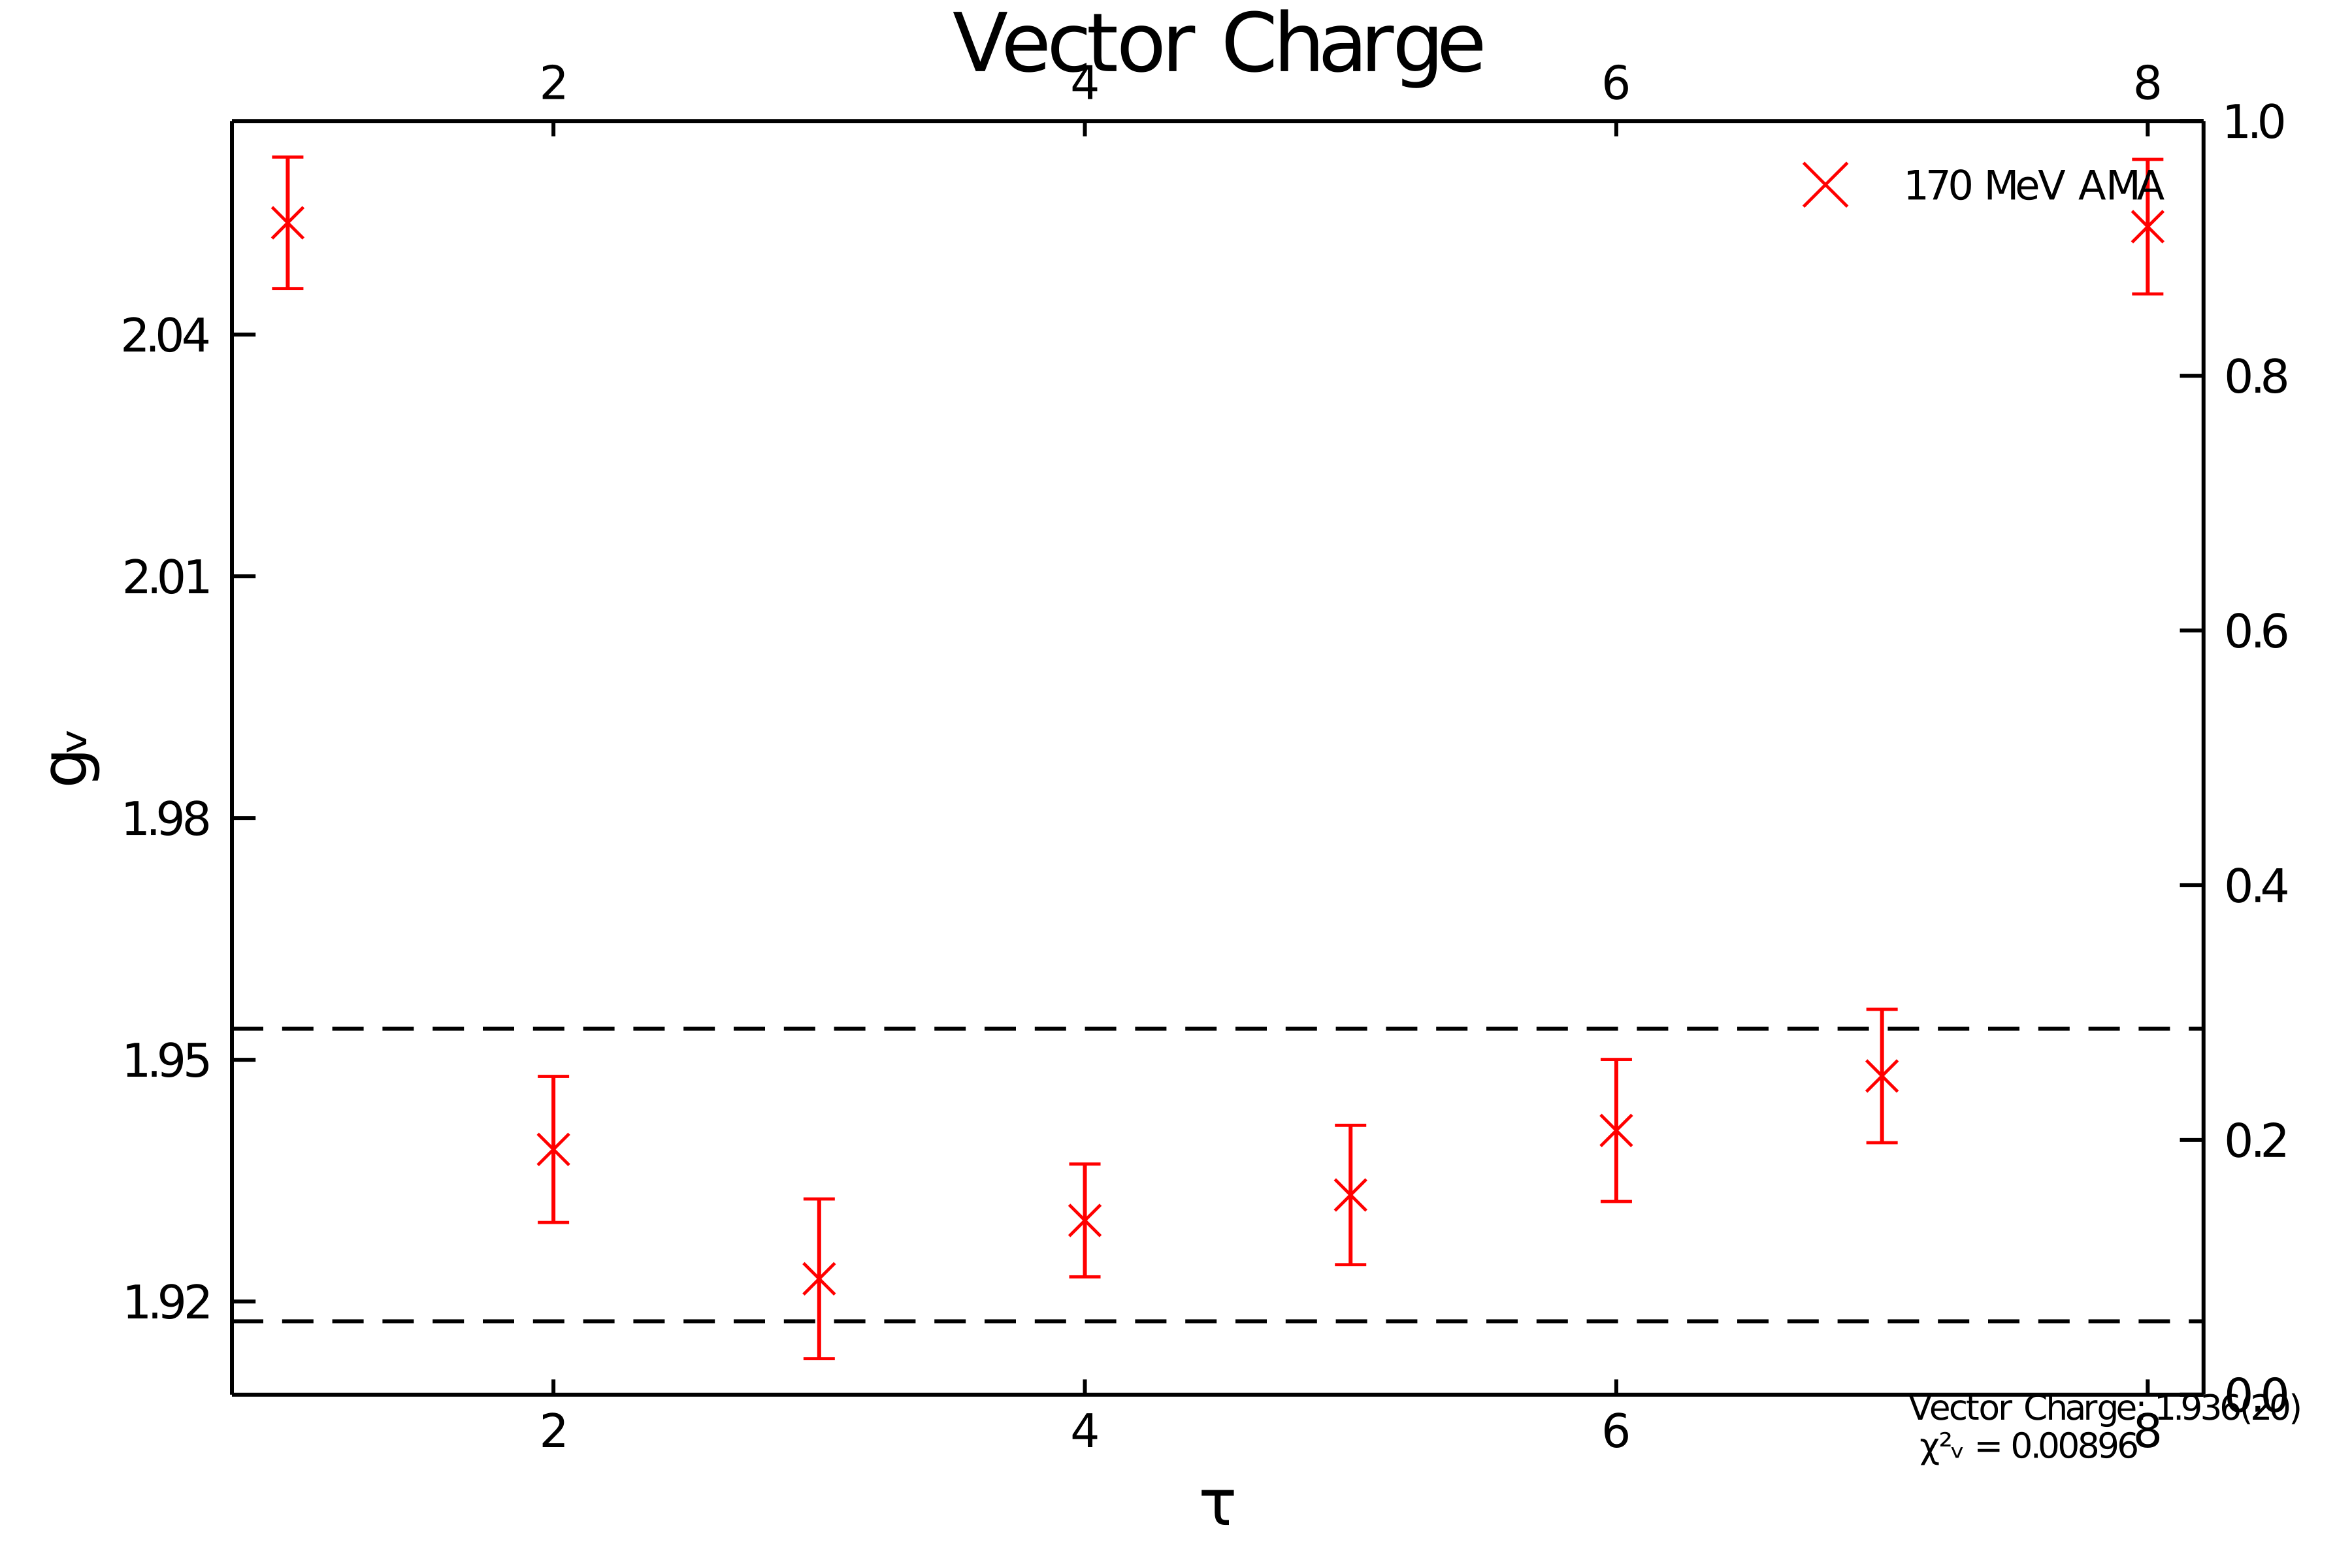 Vector Charge
2 4 6 8
1.0
170 MeV AMA
2.04
0.8
2.01
0.6
gᵥ
1.98
0.4
1.95
0.2
1.92
0.0
Vector Charge: 1.936(20)
2 4 6 8
χ²ᵥ = 0.00896
τ